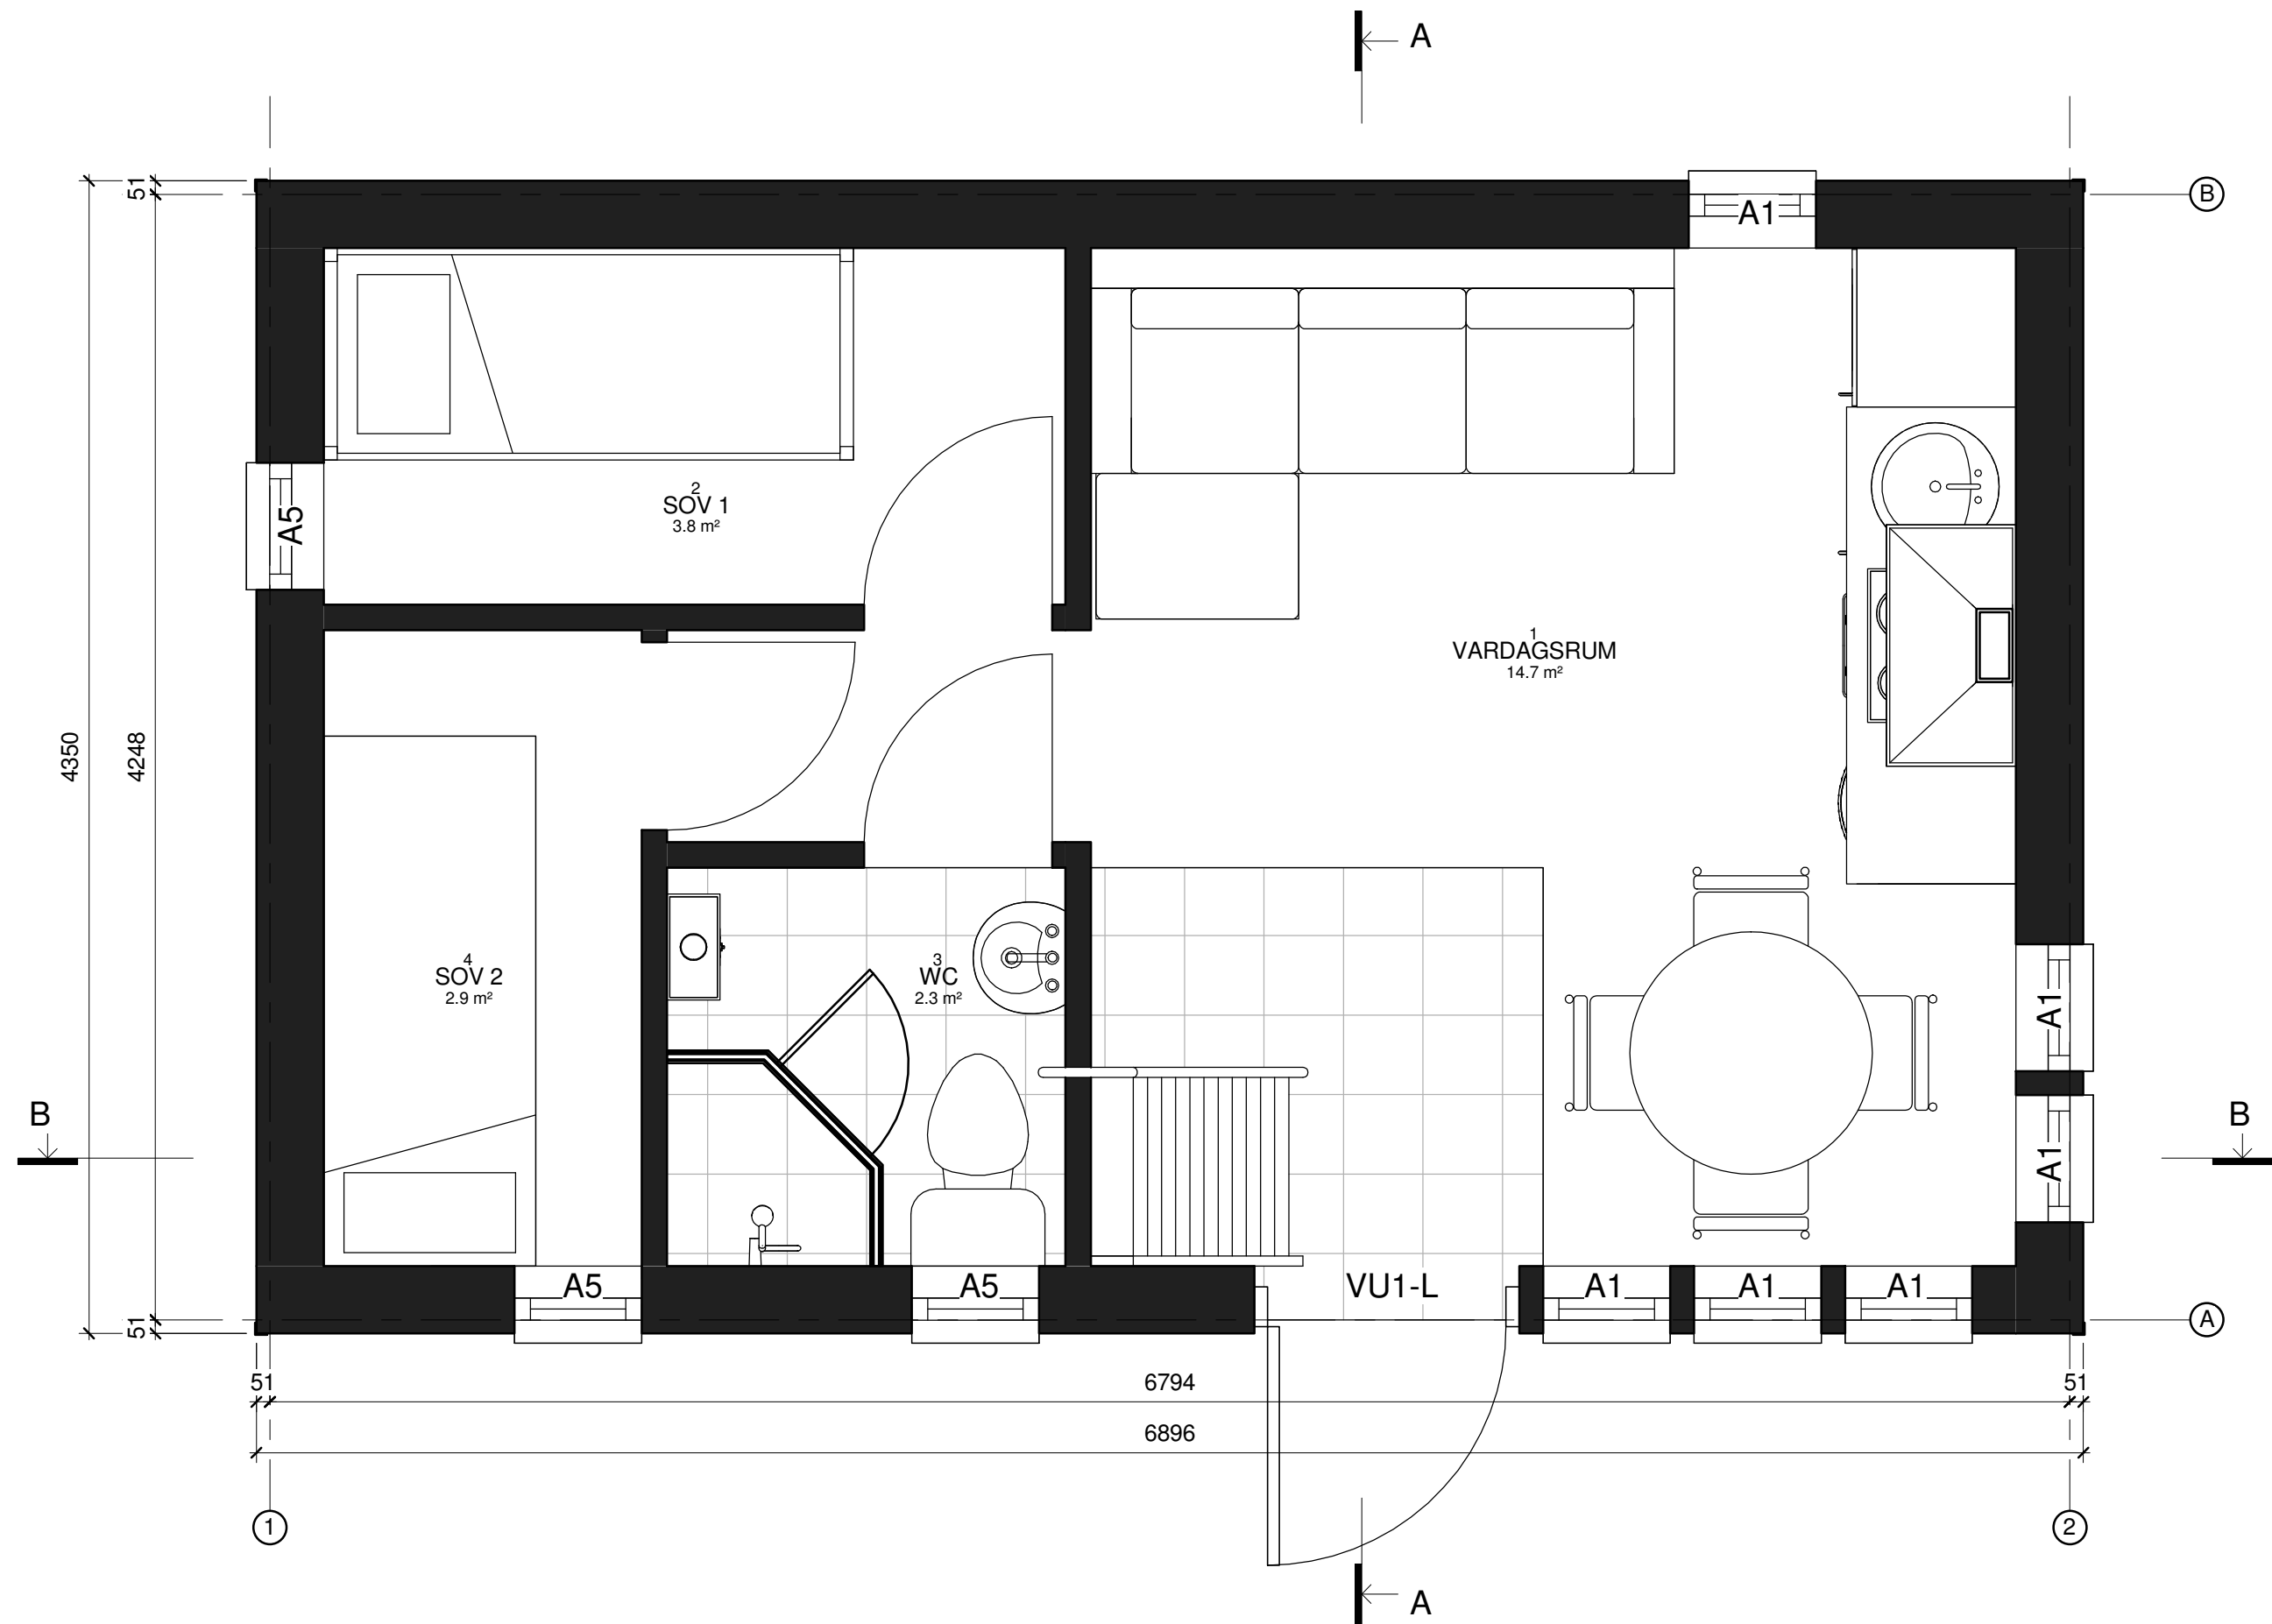 A
51
B
A1
2
SOV 1
3.8 m²
A5
1
VARDAGSRUM
14.7 m²
4350
4248
4
SOV 2
2.9 m²
3
WC
2.3 m²
A1
B
B
A1
A5
A5
VU1-L
A1
A1
A1
51
A
51
6794
51
6896
1
2
A